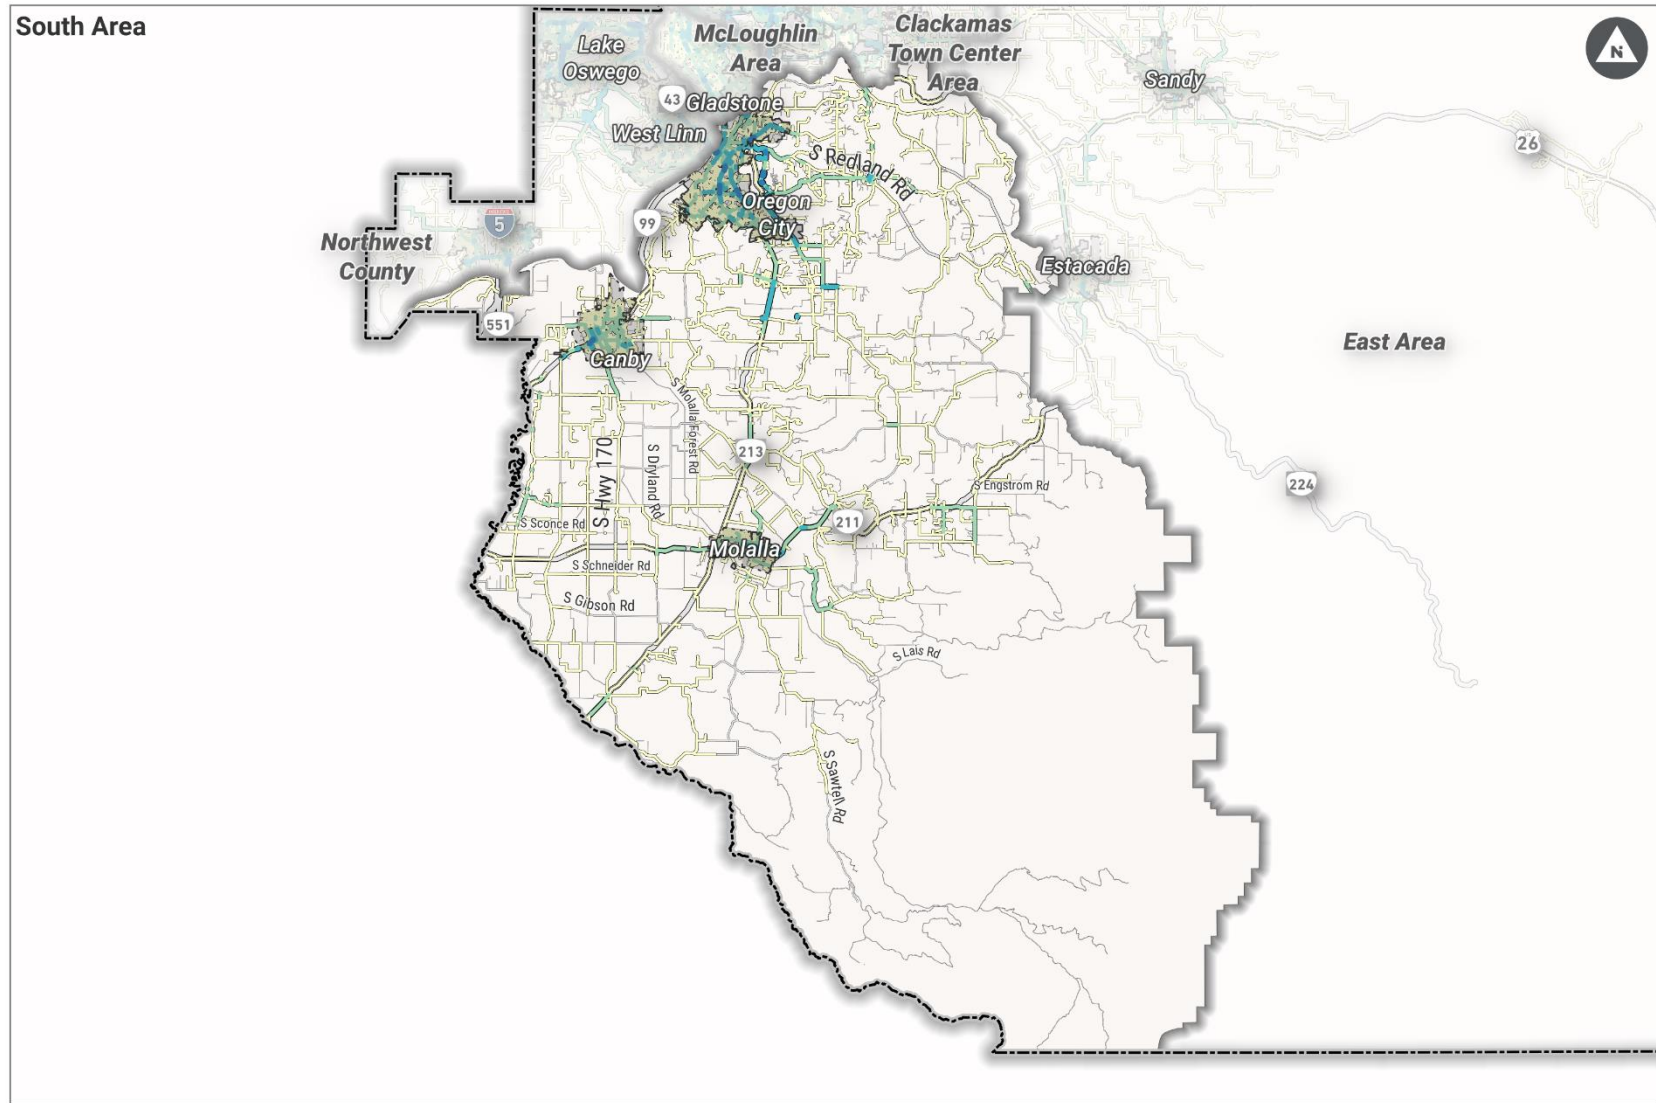 South Area
Clackamas
Town Center
Area
McLoughlin
Area
Lake
Oswego
Sandy
43
Gladstone
West Linn
26
S Redland Rd
Oregon
City
99
5
Northwest
County
Estacada
551
East Area
Canby
S Molalla Forest Rd
S Hwy 170
S Dryland Rd
213
224
S Engstrom Rd
S Sconce Rd
211
Molalla
S Schneider Rd
S Gibson Rd
S Lais Rd
S Sawtell Rd
N